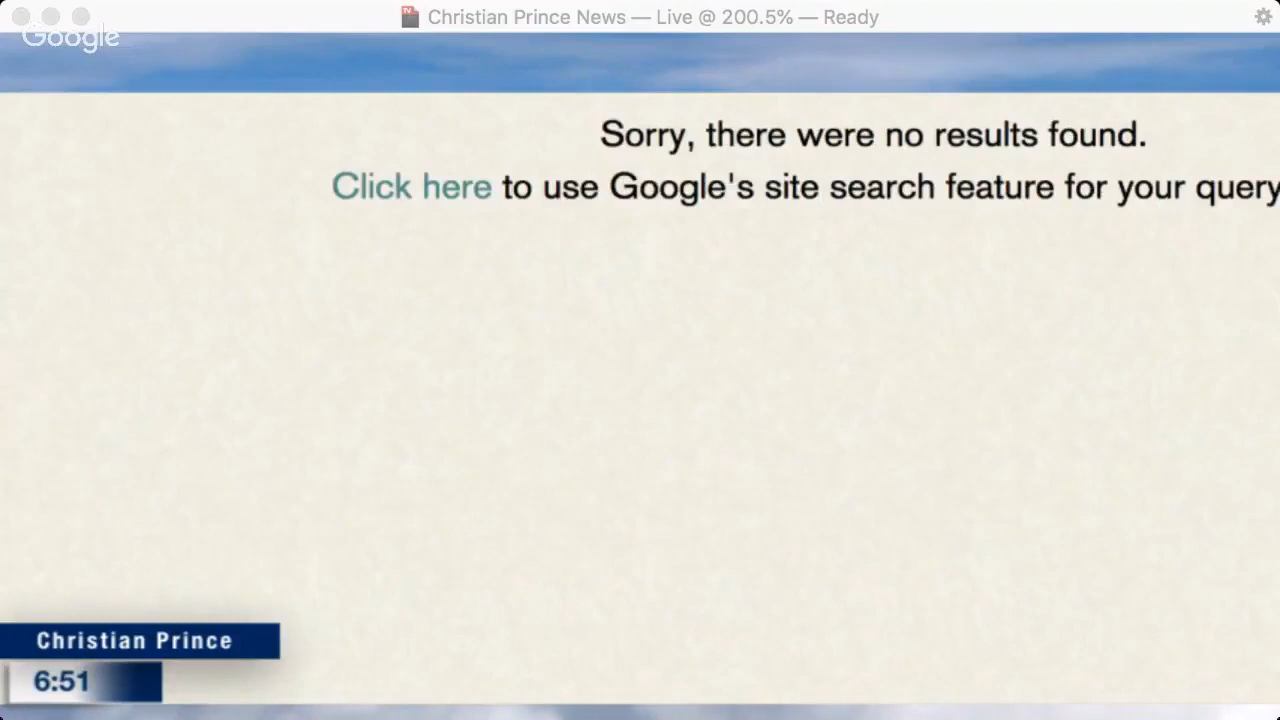 Christian Prince News — Live @ 200.5% — Ready
Google
Sorry, there were no results found.
Click here to use Google's site search feature for your query
Christian Prince
6:51